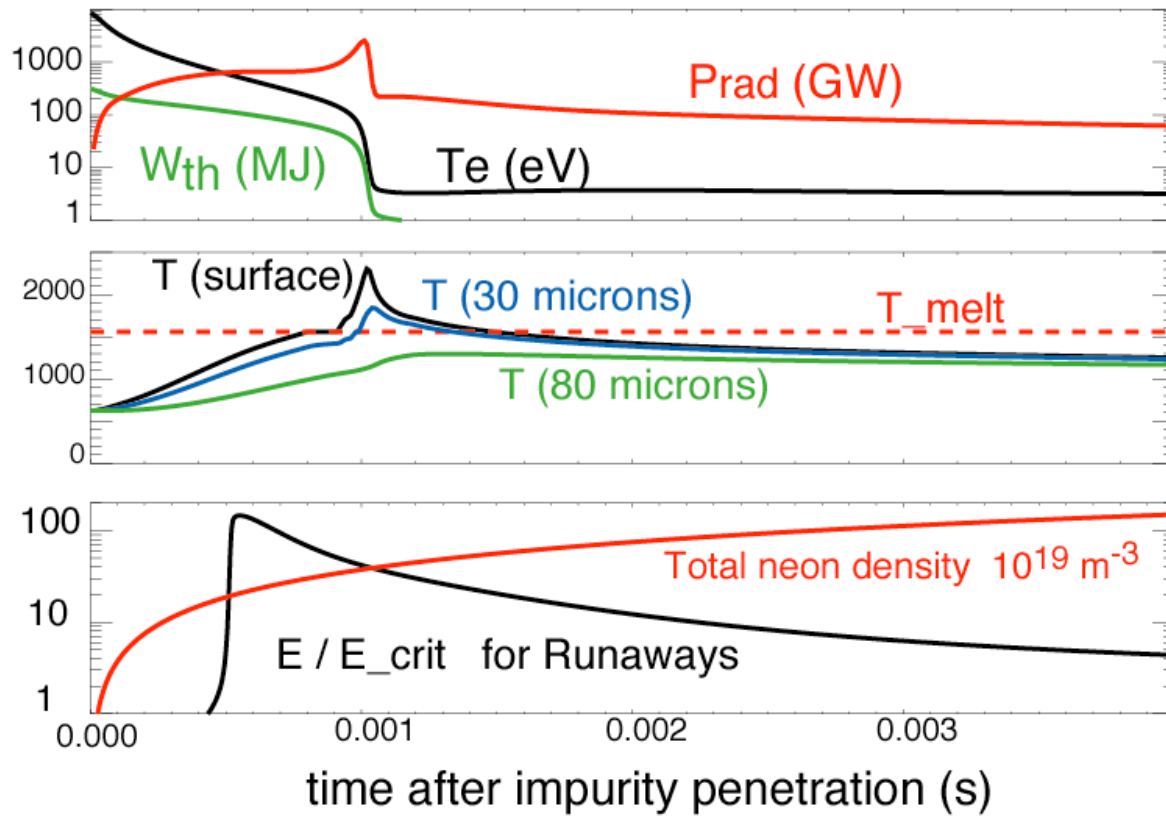 1000
100
10
1
Prad (GW)
Wth (MJ)
Te (eV)
2000
1000
0
T (surface)
T (30 microns)
T_melt
T (80 microns)
100
10
1
Total neon density 10^19 m^-3
E / E_crit for Runaways
0.000 0.001 0.002 0.003
time after impurity penetration (s)